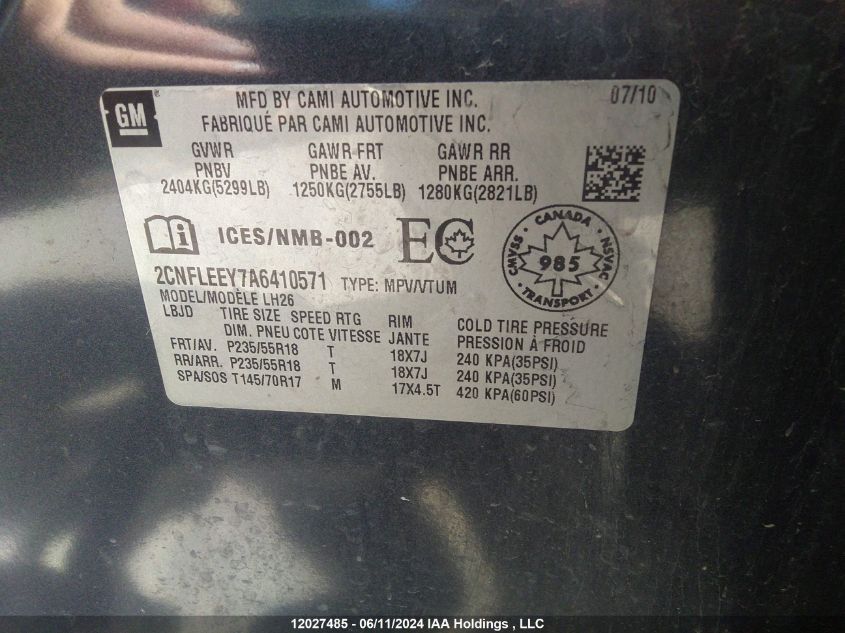 GM
MFD BY CAMI AUTOMOTIVE INC. 07/10
FABRIQUÉ PAR CAMI AUTOMOTIVE INC.
GVWR GAWR FRT GAWR RR
PNBV PNBE AV. PNBE ARR.
2404KG(5299LB) 1250KG(2755LB) 1280KG(2821LB)
i ICES/NMB-002 EC
CANADA
CMVSS 985 NSVAC
TRANSPORT
2CNFLEEY7A6410571 TYPE: MPV/VTUM
MODEL/MODÈLE LH26
LBJD TIRE SIZE SPEED RTG RIM COLD TIRE PRESSURE
DIM. PNEU COTE VITESSE JANTE PRESSION À FROID
FRT/AV. P235/55R18 T 18X7J 240 KPA(35PSI)
RR/ARR. P235/55R18 T 18X7J 240 KPA(35PSI)
SPA/SOS T145/70R17 M 17X4.5T 420 KPA(60PSI)
12027485 - 06/11/2024 IAA Holdings , LLC